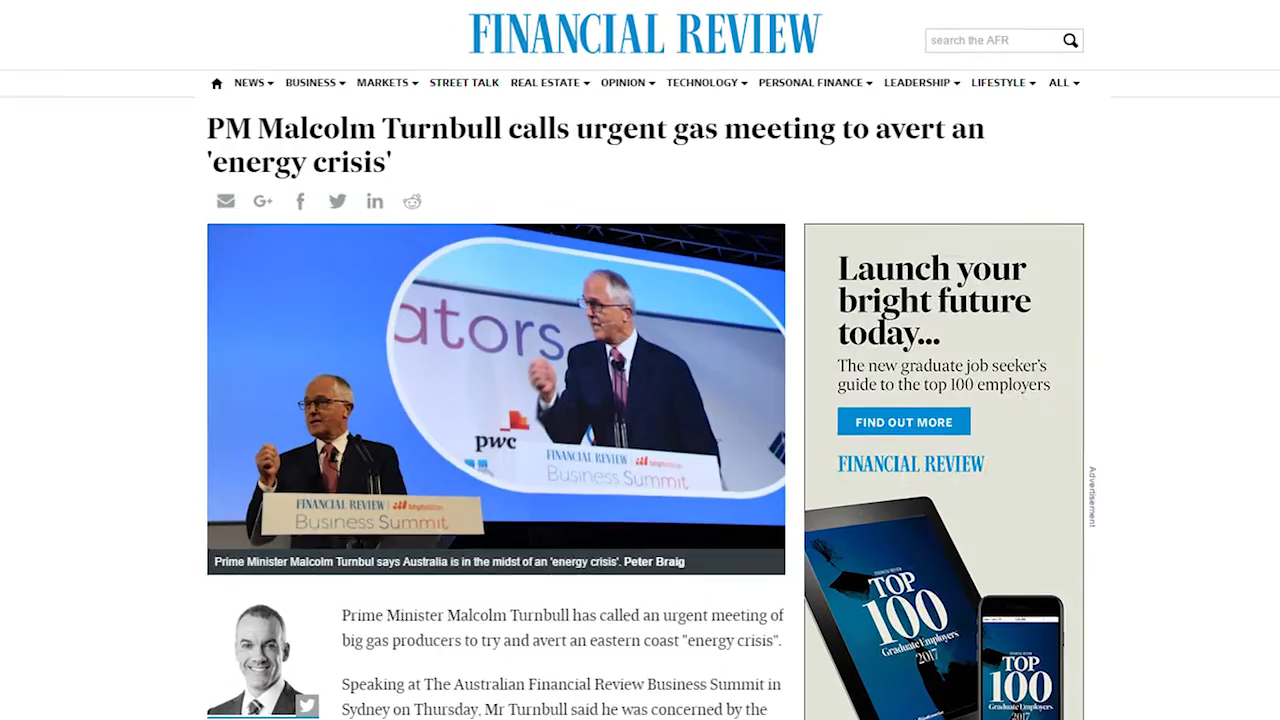 FINANCIAL REVIEW
search the AFR
NEWS BUSINESS MARKETS STREET TALK REAL ESTATE OPINION TECHNOLOGY PERSONAL FINANCE LEADERSHIP LIFESTYLE ALL
PM Malcolm Turnbull calls urgent gas meeting to avert an
'energy crisis'
G+ f in
ators
pwc
FINANCIAL REVIEW bhpbilliton
Business Summit
FINANCIAL REVIEW bhpbilliton
Business Summit
Prime Minister Malcolm Turnbul says Australia is in the midst of an 'energy crisis'. Peter Braig
Prime Minister Malcolm Turnbull has called an urgent meeting of
big gas producers to try and avert an eastern coast "energy crisis".
Speaking at The Australian Financial Review Business Summit in
Sydney on Thursday, Mr Turnbull said he was concerned by the
Launch your
bright future
today...
The new graduate job seeker's
guide to the top 100 employers
FIND OUT MORE
FINANCIAL REVIEW
Advertisement
FINANCIAL REVIEW
TOP
100
Graduate Employers
2017
TOP
100
Graduate Employers
2017